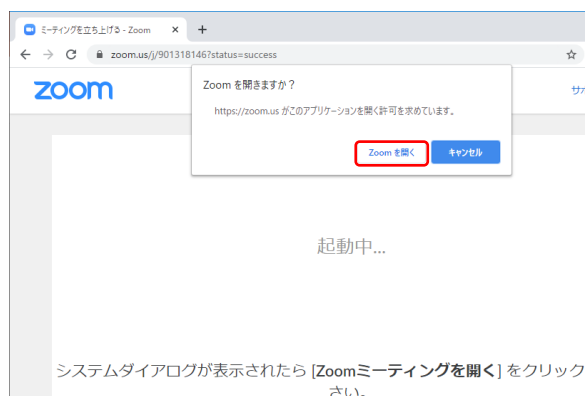 ミーティングを立ち上げる - Zoom
zoom.us/j/901318146?status=success
zoom
Zoom を開きますか？
https://zoom.us がこのアプリケーションを開く許可を求めています。
Zoom を開く キャンセル
サポ
起動中...
システムダイアログが表示されたら [Zoomミーティングを開く] をクリック
さい。